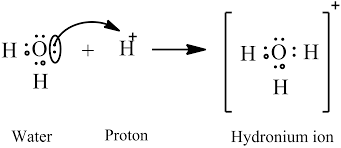 H O + H+ [ H O H ]+
H H
Water Proton Hydronium ion